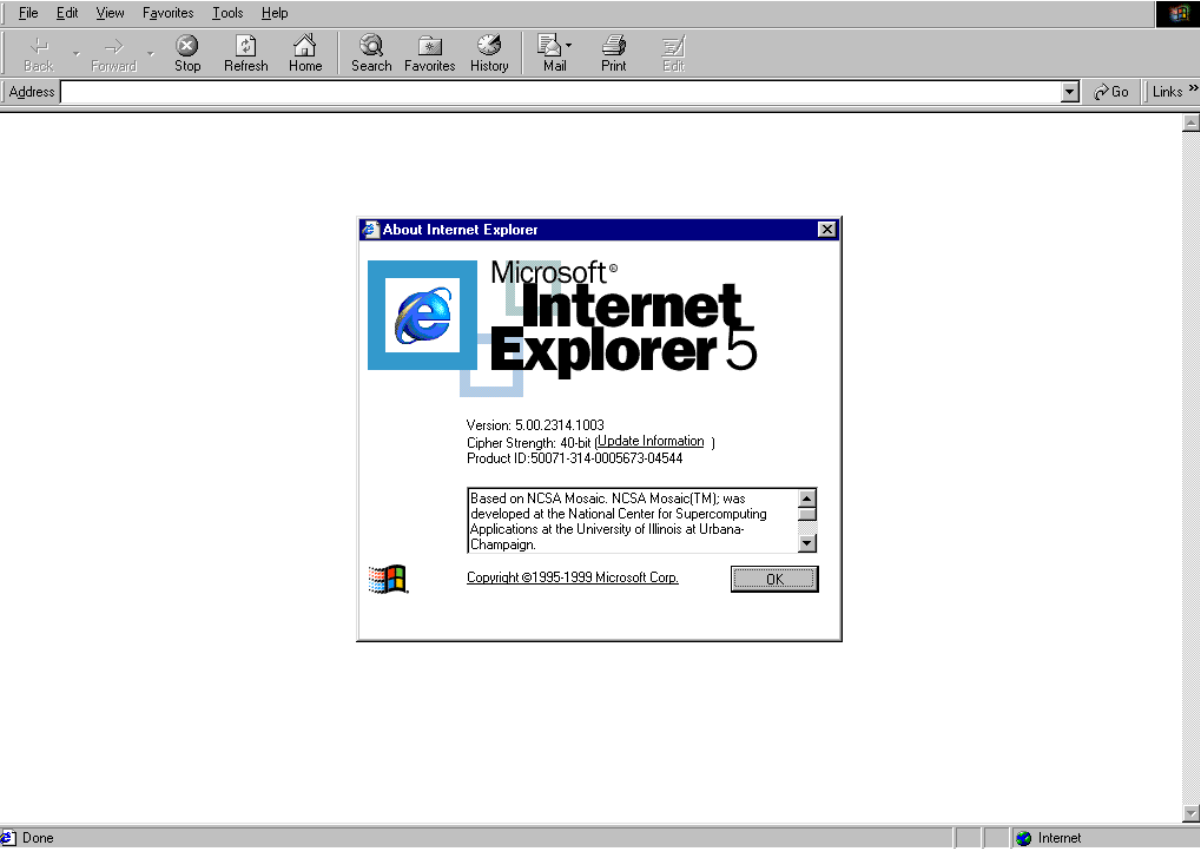 File Edit View Favorites Tools Help
Back Forward Stop Refresh Home Search Favorites History Mail Print Edit
Address Go Links »
About Internet Explorer
Microsoft®
Internet
Explorer 5
Version: 5.00.2314.1003
Cipher Strength: 40-bit (Update Information )
Product ID:50071-314-0005673-04544
Based on NCSA Mosaic. NCSA Mosaic(TM); was
developed at the National Center for Supercomputing
Applications at the University of Illinois at Urbana-
Champaign.
Copyright ©1995-1999 Microsoft Corp.
OK
Done Internet